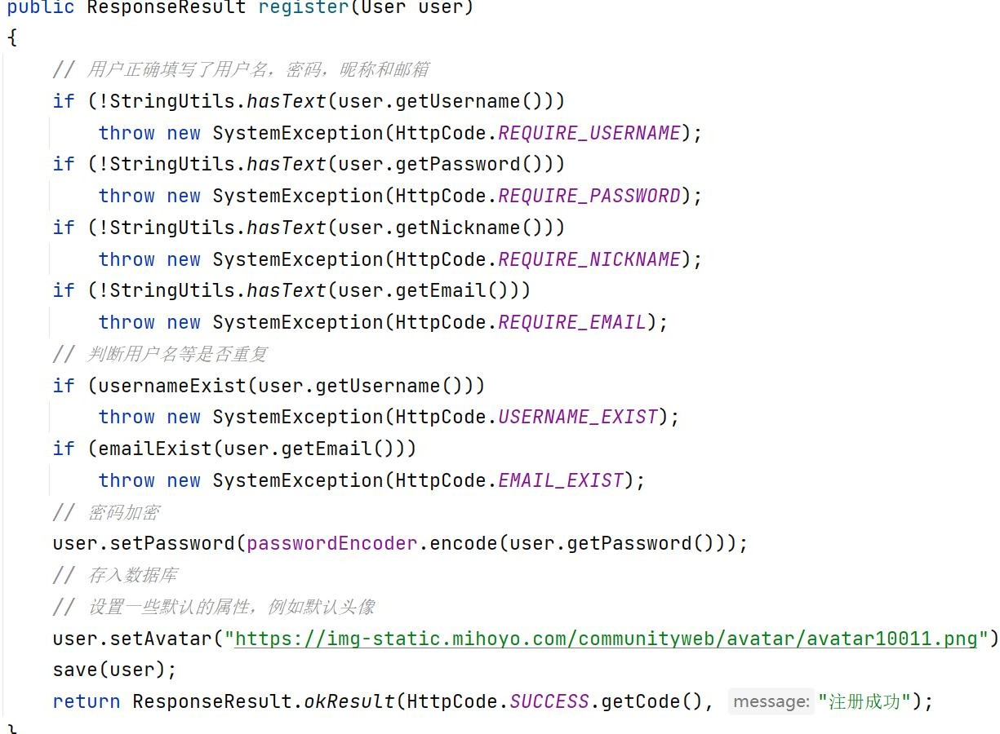 public ResponseResult register(User user)
{
// 用户正确填写了用户名，密码，昵称和邮箱
if (!StringUtils.hasText(user.getUsername()))
throw new SystemException(HttpCode.REQUIRE_USERNAME);
if (!StringUtils.hasText(user.getPassword()))
throw new SystemException(HttpCode.REQUIRE_PASSWORD);
if (!StringUtils.hasText(user.getNickname()))
throw new SystemException(HttpCode.REQUIRE_NICKNAME);
if (!StringUtils.hasText(user.getEmail()))
throw new SystemException(HttpCode.REQUIRE_EMAIL);
// 判断用户名等是否重复
if (usernameExist(user.getUsername()))
throw new SystemException(HttpCode.USERNAME_EXIST);
if (emailExist(user.getEmail()))
throw new SystemException(HttpCode.EMAIL_EXIST);
// 密码加密
user.setPassword(passwordEncoder.encode(user.getPassword()));
// 存入数据库
// 设置一些默认的属性，例如默认头像
user.setAvatar("https://img-static.mihoyo.com/communityweb/avatar/avatar10011.png")
save(user);
return ResponseResult.okResult(HttpCode.SUCCESS.getCode(), message: "注册成功");
}